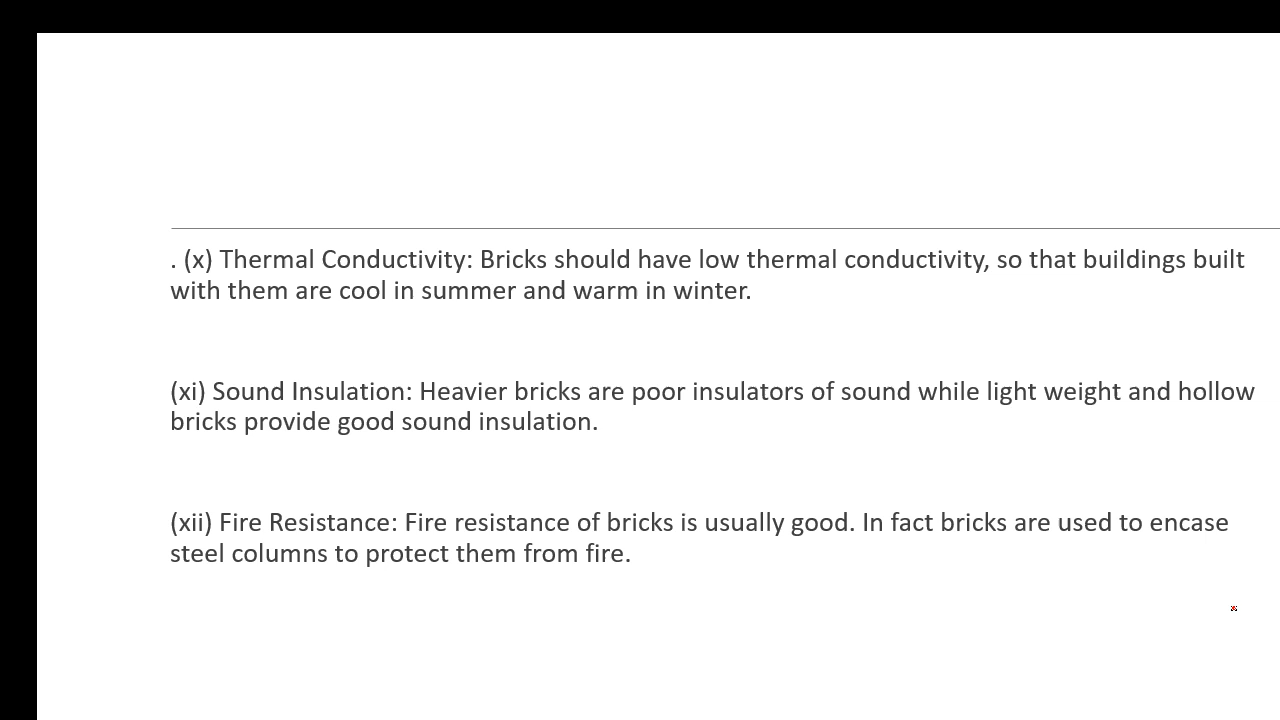 . (x) Thermal Conductivity: Bricks should have low thermal conductivity, so that buildings built
with them are cool in summer and warm in winter.
(xi) Sound Insulation: Heavier bricks are poor insulators of sound while light weight and hollow
bricks provide good sound insulation.
(xii) Fire Resistance: Fire resistance of bricks is usually good. In fact bricks are used to encase
steel columns to protect them from fire.